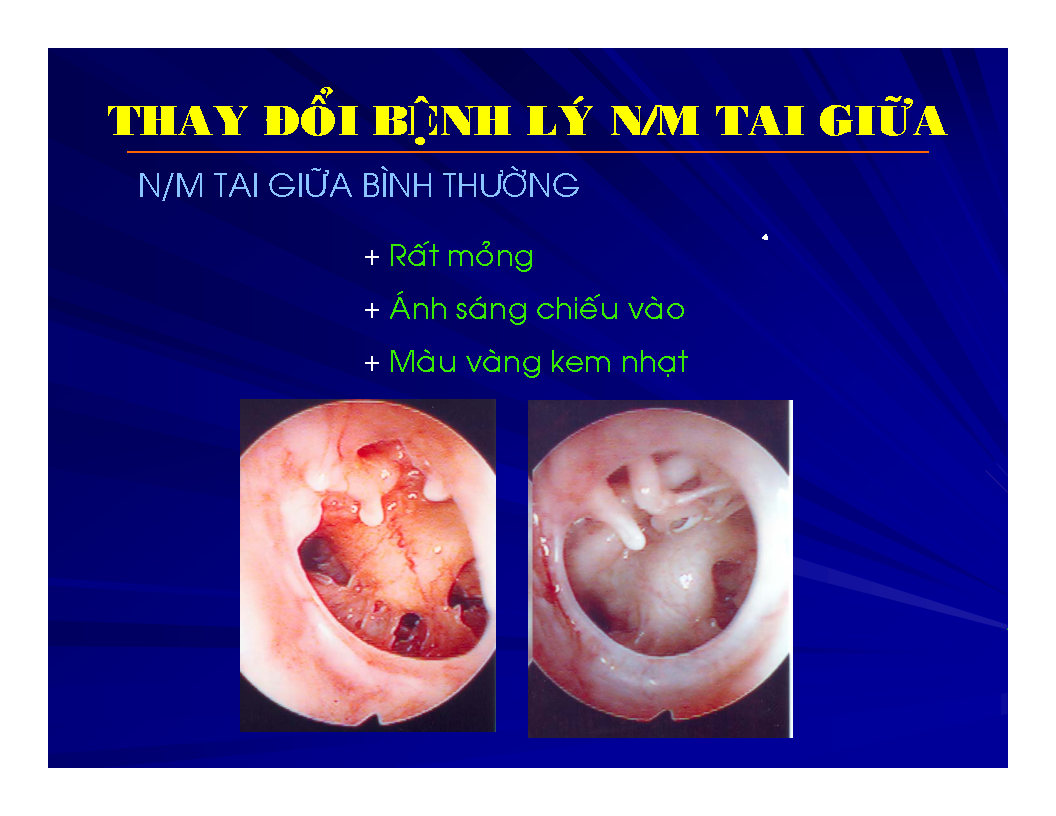 THAY ĐỔI BỆNH LÝ N/M TAI GIỮA
N/M TAI GIỮA BÌNH THƯỜNG
+ Rất mỏng
+ Ánh sáng chiếu vào
+ Màu vàng kem nhạt